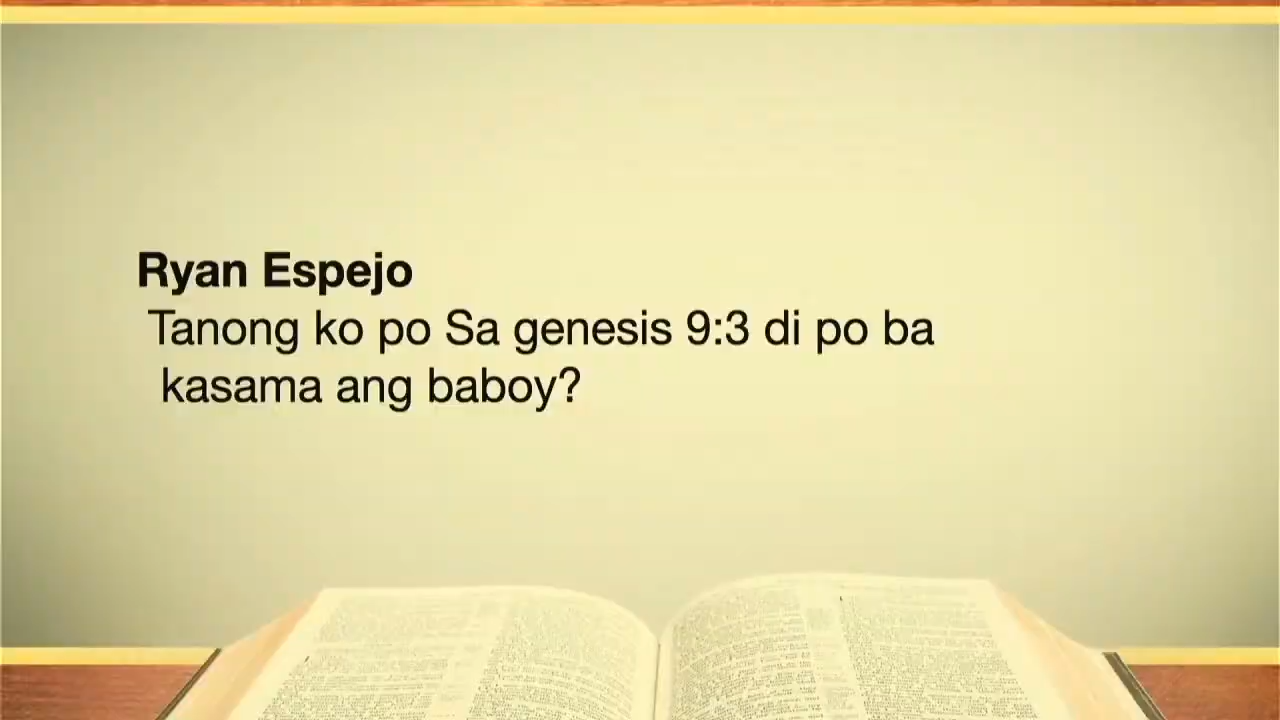 Ryan Espejo
Tanong ko po Sa genesis 9:3 di po ba
kasama ang baboy?